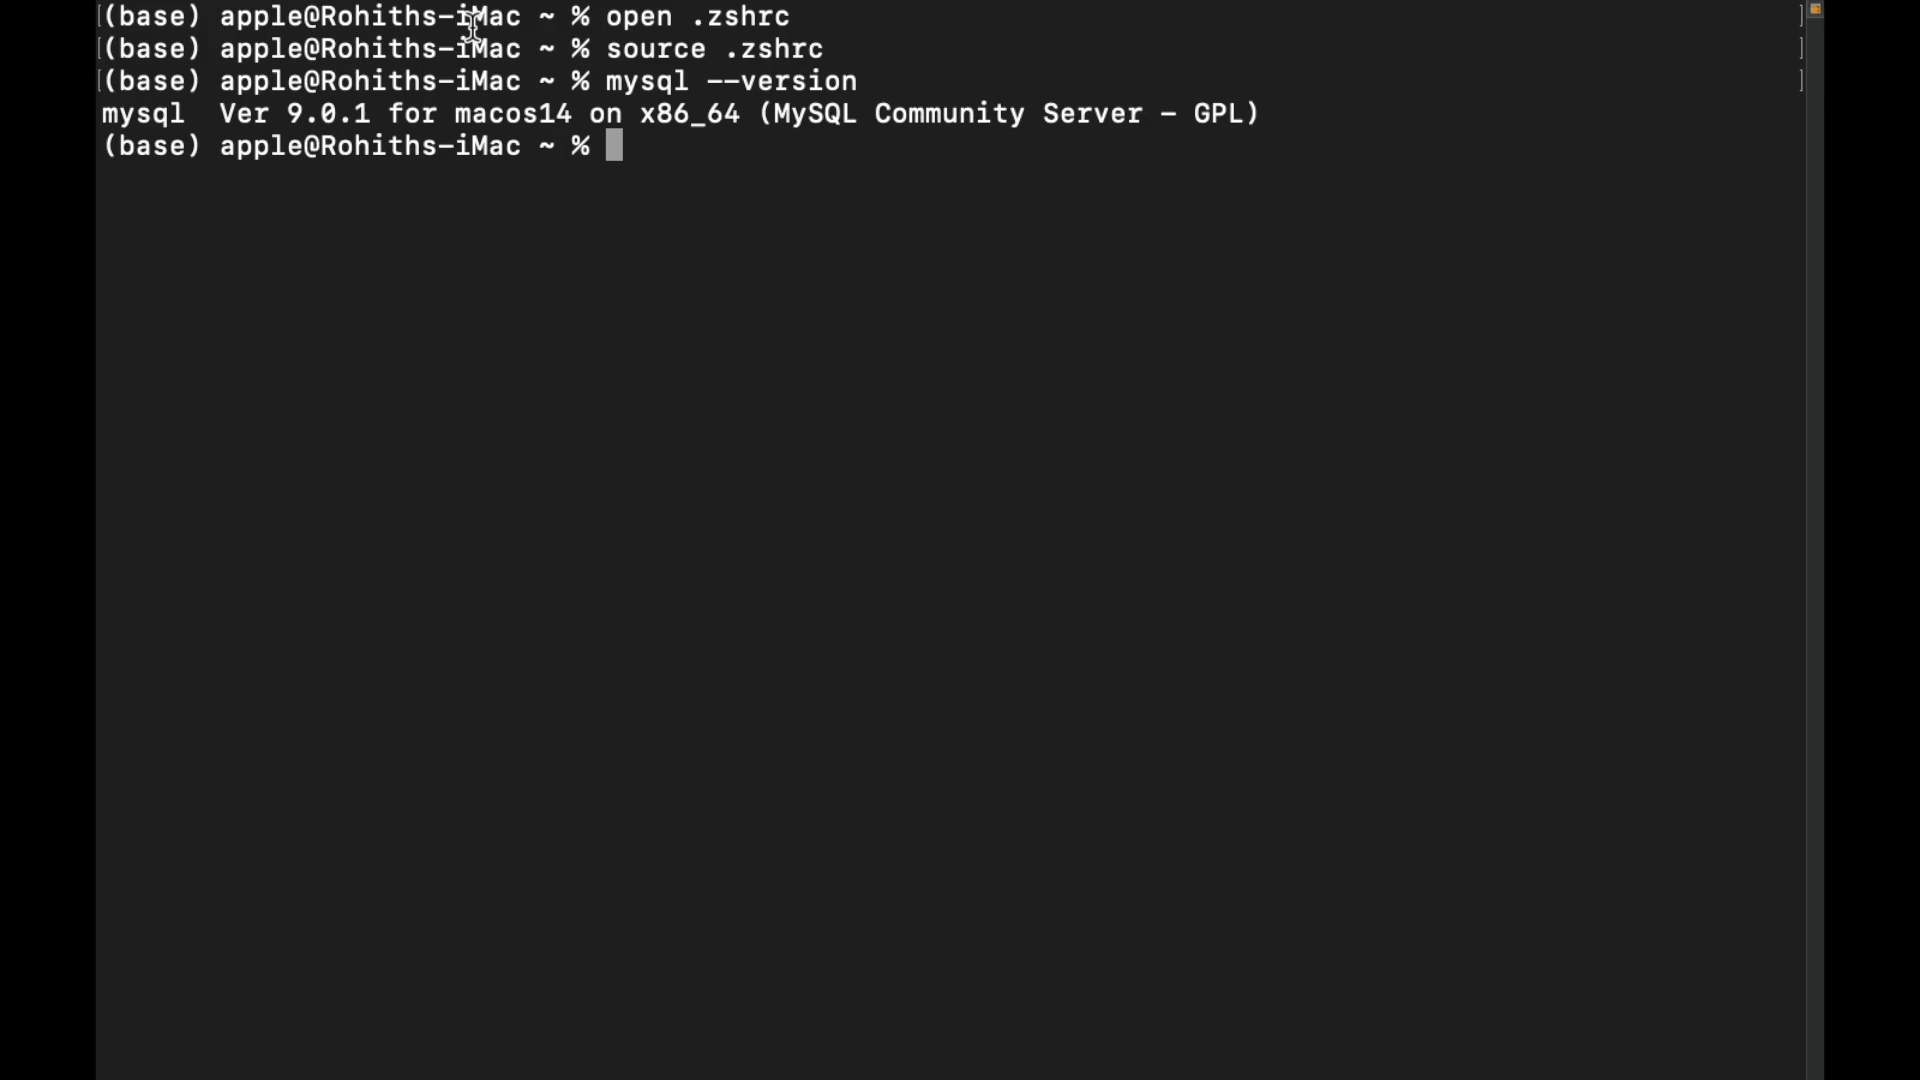 (base) apple@Rohiths-iMac ~ % open .zshrc
(base) apple@Rohiths-iMac ~ % source .zshrc
(base) apple@Rohiths-iMac ~ % mysql --version
mysql  Ver 9.0.1 for macos14 on x86_64 (MySQL Community Server - GPL)
(base) apple@Rohiths-iMac ~ %